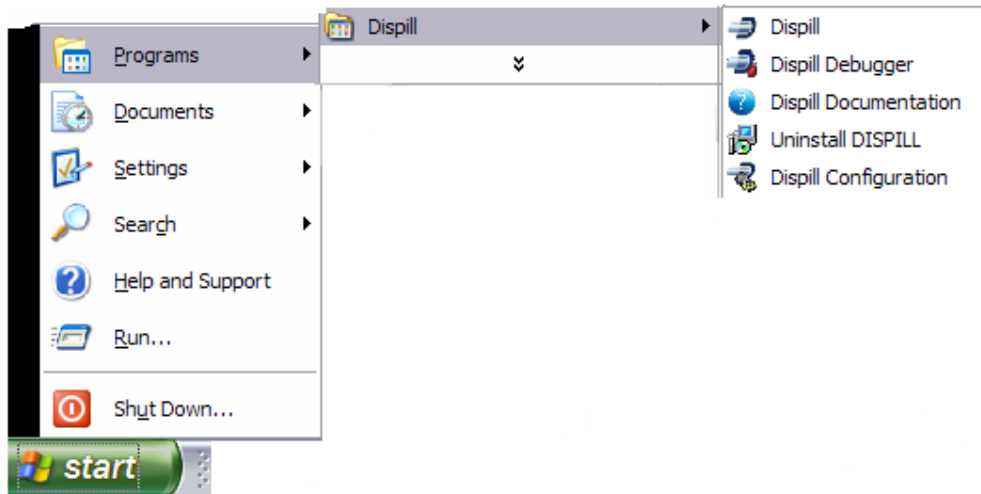 Programs
Documents
Settings
Search
Help and Support
Run...
Shut Down...
start
Dispill
Dispill
Dispill Debugger
Dispill Documentation
Uninstall DISPILL
Dispill Configuration